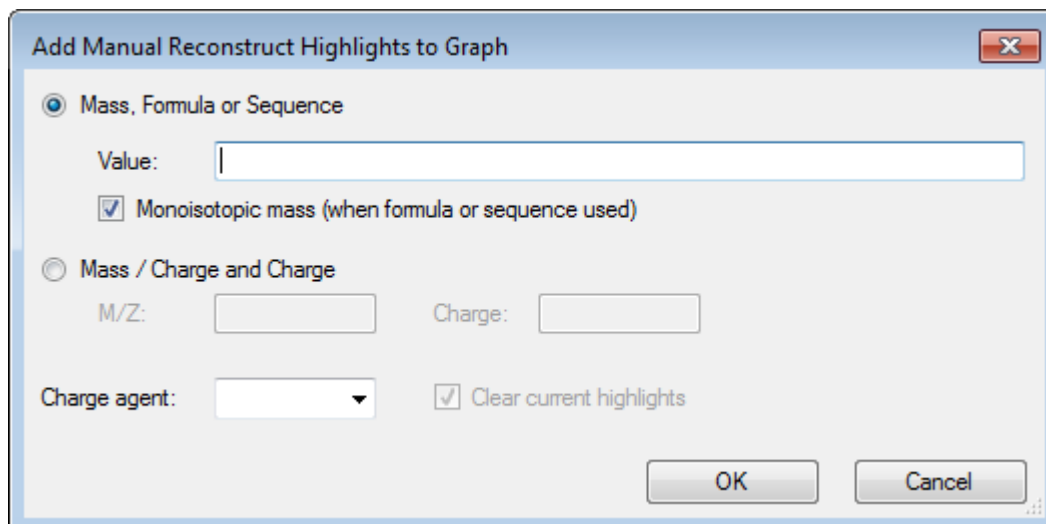 Add Manual Reconstruct Highlights to Graph
Mass, Formula or Sequence
Value:
Monoisotopic mass (when formula or sequence used)
Mass / Charge and Charge
M/Z: Charge:
Charge agent: Clear current highlights
OK Cancel